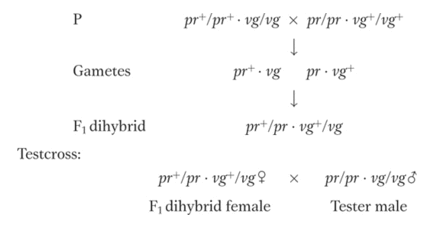 P pr⁺/pr⁺ · vg/vg × pr/pr · vg⁺/vg⁺
↓
Gametes pr⁺ · vg pr · vg⁺
↓
F₁ dihybrid pr⁺/pr · vg⁺/vg
Testcross:
pr⁺/pr · vg⁺/vg♀ × pr/pr · vg/vg♂
F₁ dihybrid female Tester male